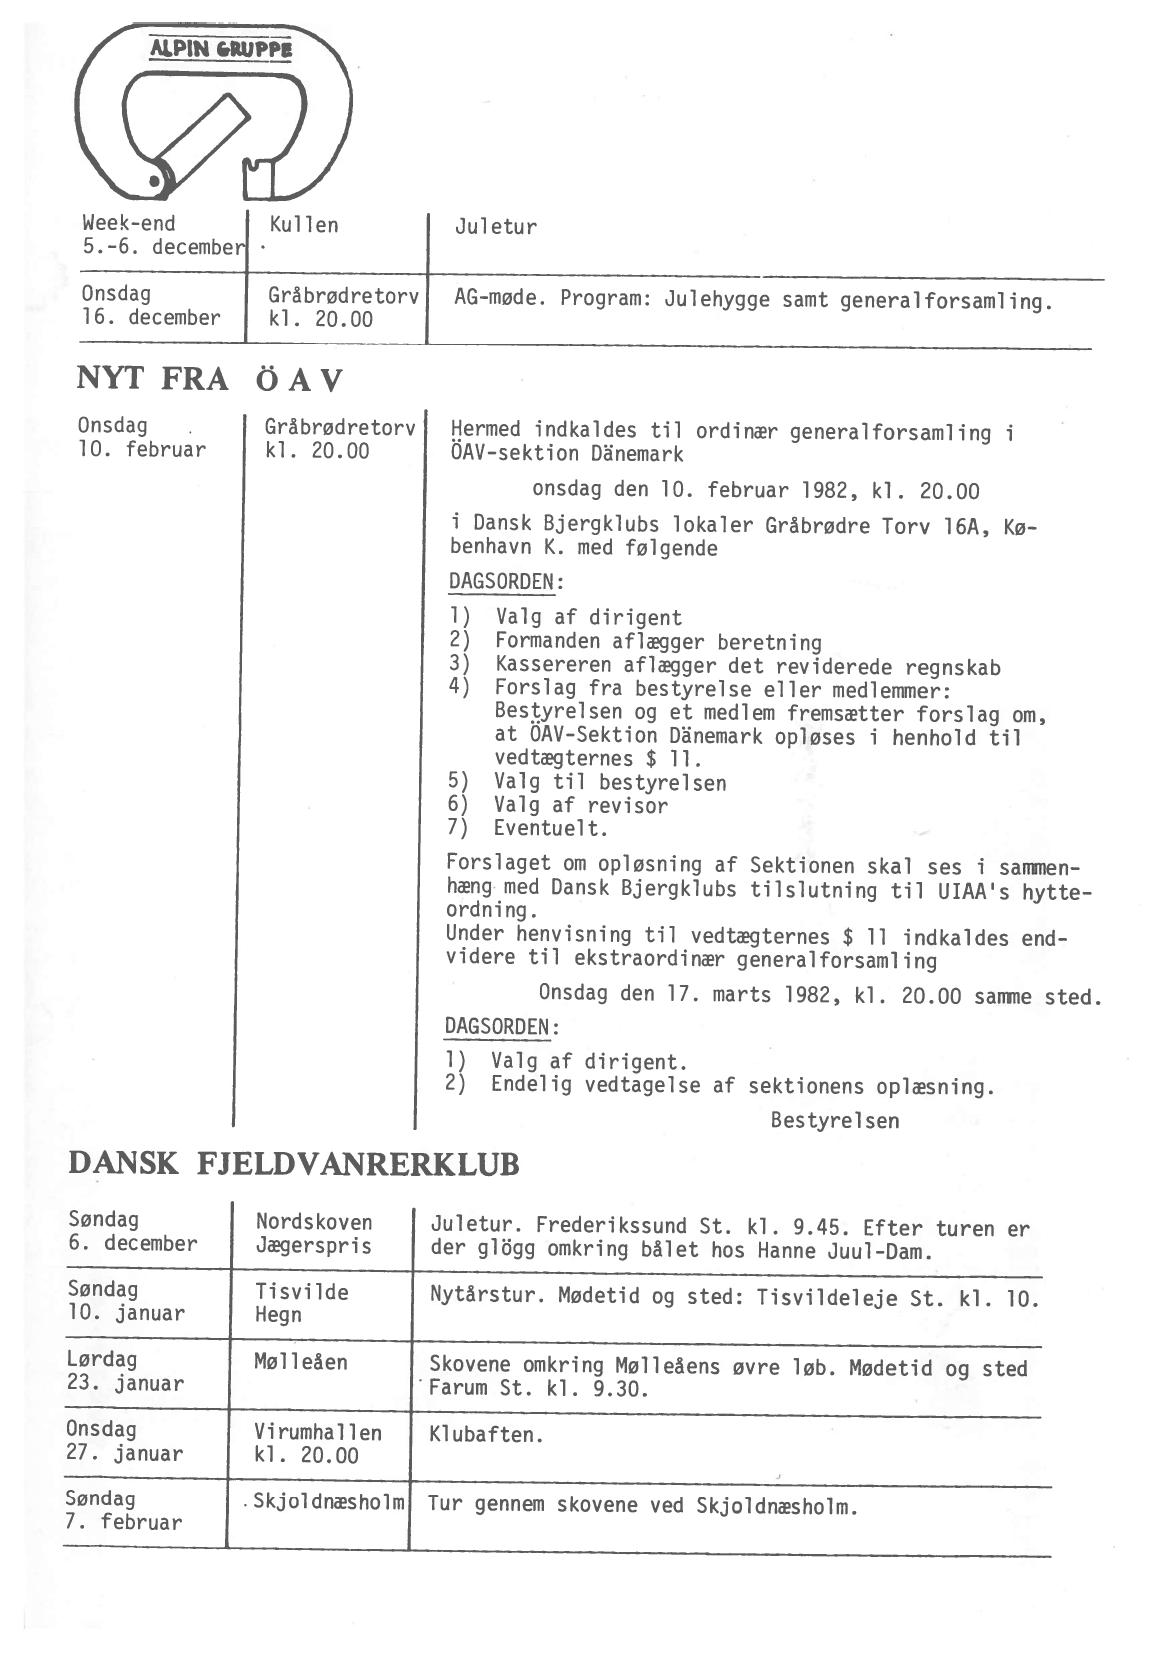 ALPIN GRUPPE
Week-end Kullen Juletur
5.-6. december
Onsdag Gråbrødretorv AG-møde. Program: Julehygge samt generalforsamling.
16. december kl. 20.00
NYT FRA ÖAV
Onsdag Gråbrødretorv Hermed indkaldes til ordinær generalforsamling i
10. februar kl. 20.00 ÖAV-sektion Dänemark
onsdag den 10. februar 1982, kl. 20.00
i Dansk Bjergklubs lokaler Gråbrødre Torv 16A, Kø-
benhavn K. med følgende
DAGSORDEN:
1) Valg af dirigent
2) Formanden aflægger beretning
3) Kassereren aflægger det reviderede regnskab
4) Forslag fra bestyrelse eller medlemmer:
Bestyrelsen og et medlem fremsætter forslag om,
at ÖAV-Sektion Dänemark opløses i henhold til
vedtægternes $ 11.
5) Valg til bestyrelsen
6) Valg af revisor
7) Eventuelt.
Forslaget om opløsning af Sektionen skal ses i sammen-
hæng med Dansk Bjergklubs tilslutning til UIAA's hytte-
ordning.
Under henvisning til vedtægternes $ 11 indkaldes end-
videre til ekstraordinær generalforsamling
Onsdag den 17. marts 1982, kl. 20.00 samme sted.
DAGSORDEN:
1) Valg af dirigent.
2) Endelig vedtagelse af sektionens oplæsning.
Bestyrelsen
DANSK FJELDVANRERKLUB
Søndag Nordskoven Juletur. Frederikssund St. kl. 9.45. Efter turen er
6. december Jægerspris der glögg omkring bålet hos Hanne Juul-Dam.
Søndag Tisvilde Nytårstur. Mødetid og sted: Tisvildeleje St. kl. 10.
10. januar Hegn
Lørdag Mølleåen Skovene omkring Mølleåens øvre løb. Mødetid og sted
23. januar Farum St. kl. 9.30.
Onsdag Virumhallen Klubaften.
27. januar kl. 20.00
Søndag Skjoldnæsholm Tur gennem skovene ved Skjoldnæsholm.
7. februar